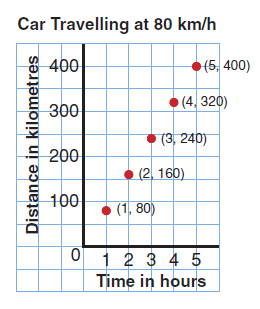 Car Travelling at 80 km/h
Distance in kilometres
400
300
200
100
0
(5, 400)
(4, 320)
(3, 240)
(2, 160)
(1, 80)
1 2 3 4 5
Time in hours